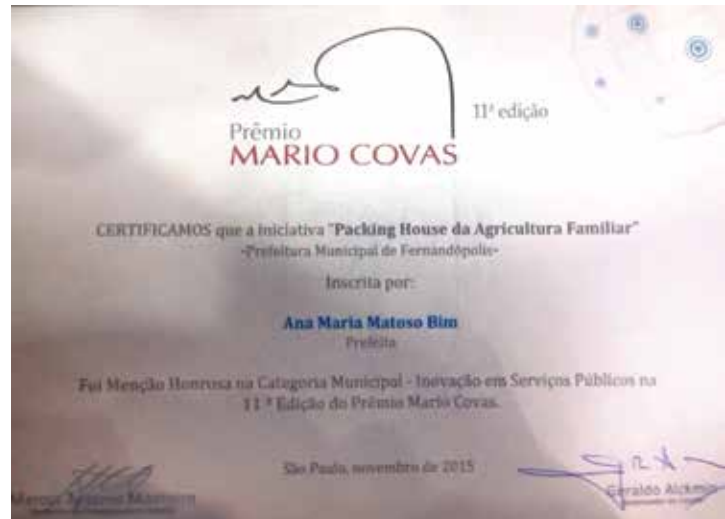 11ª edição
Prêmio
MARIO COVAS
CERTIFICAMOS que a iniciativa "Packing House da Agricultura Familiar"
-Prefeitura Municipal de Fernandópolis-
Inscrita por:
Ana Maria Matoso Bim
Prefeita
Foi Menção Honrosa na Categoria Municipal - Inovação em Serviços Públicos na
11 ª Edição do Prêmio Mario Covas.
São Paulo, novembro de 2015
Antonio Monteiro
Geraldo Alckmin